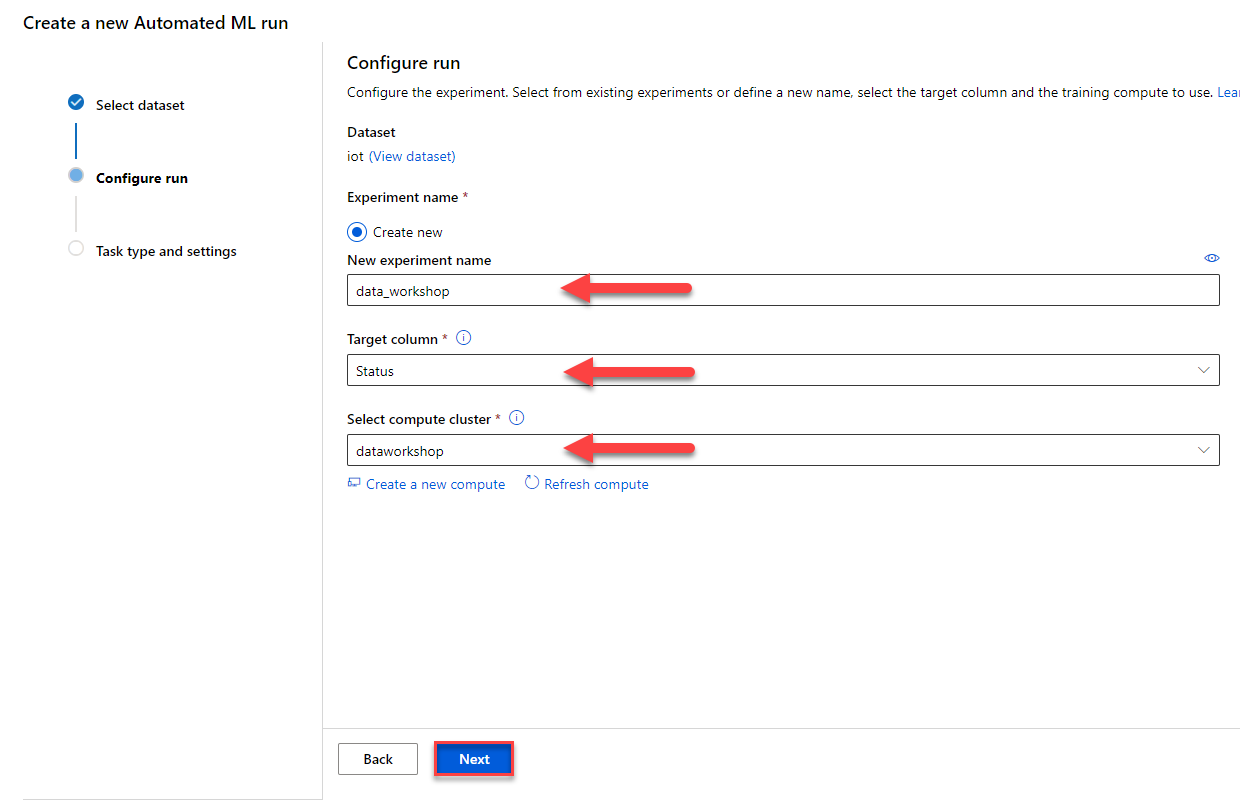 Create a new Automated ML run
Select dataset
Configure run
Task type and settings
Configure run
Configure the experiment. Select from existing experiments or define a new name, select the target column and the training compute to use. Lear
Dataset
iot (View dataset)
Experiment name *
Create new
New experiment name
data_workshop
Target column *
Status
Select compute cluster *
dataworkshop
Create a new compute Refresh compute
Back Next